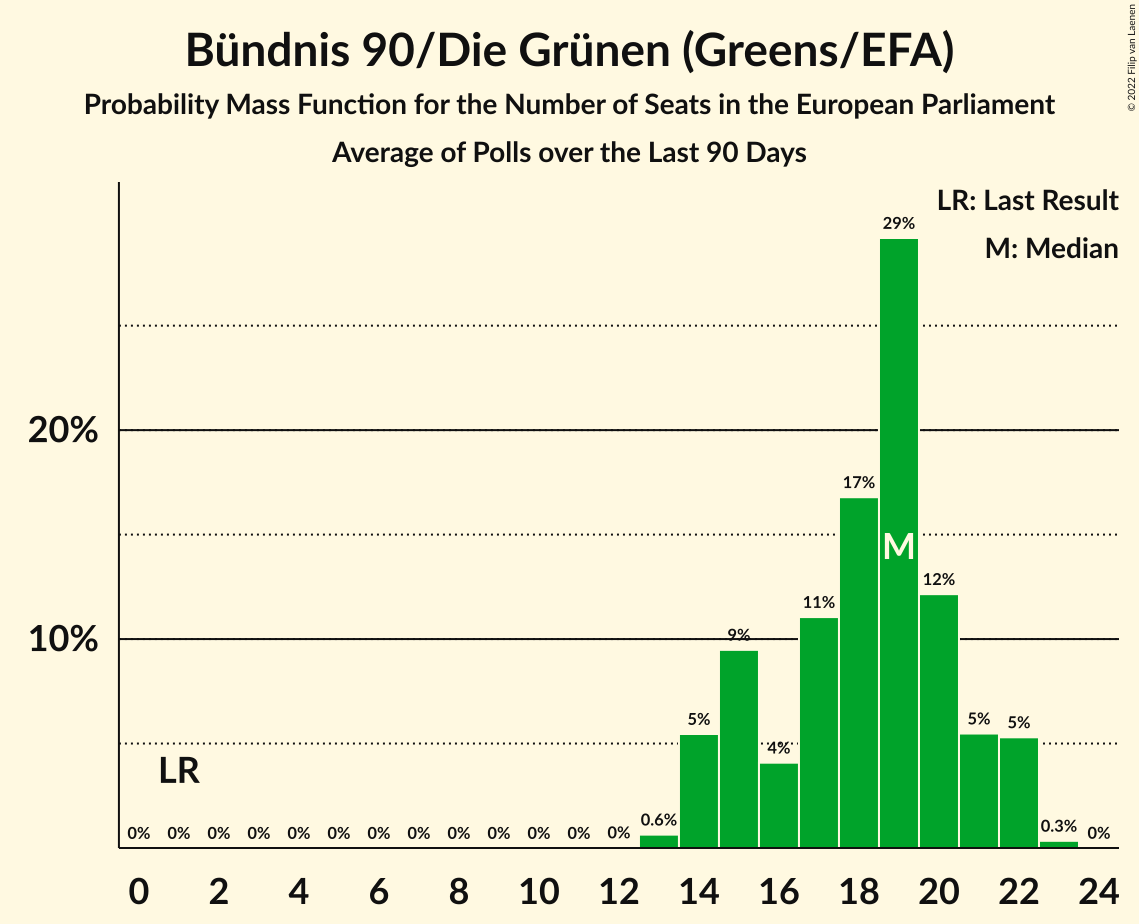 © 2022 Filip van Laenen
Bündnis 90/Die Grünen (Greens/EFA)
Probability Mass Function for the Number of Seats in the European Parliament
Average of Polls over the Last 90 Days
LR: Last Result
M: Median
29%
20%
17%
M
12%
11%
10%
9%
5%
5%
5%
4%
LR
0% 0% 0% 0% 0% 0% 0% 0% 0% 0% 0% 0% 0% 0.6% 0.3% 0%
0 2 4 6 8 10 12 14 16 18 20 22 24